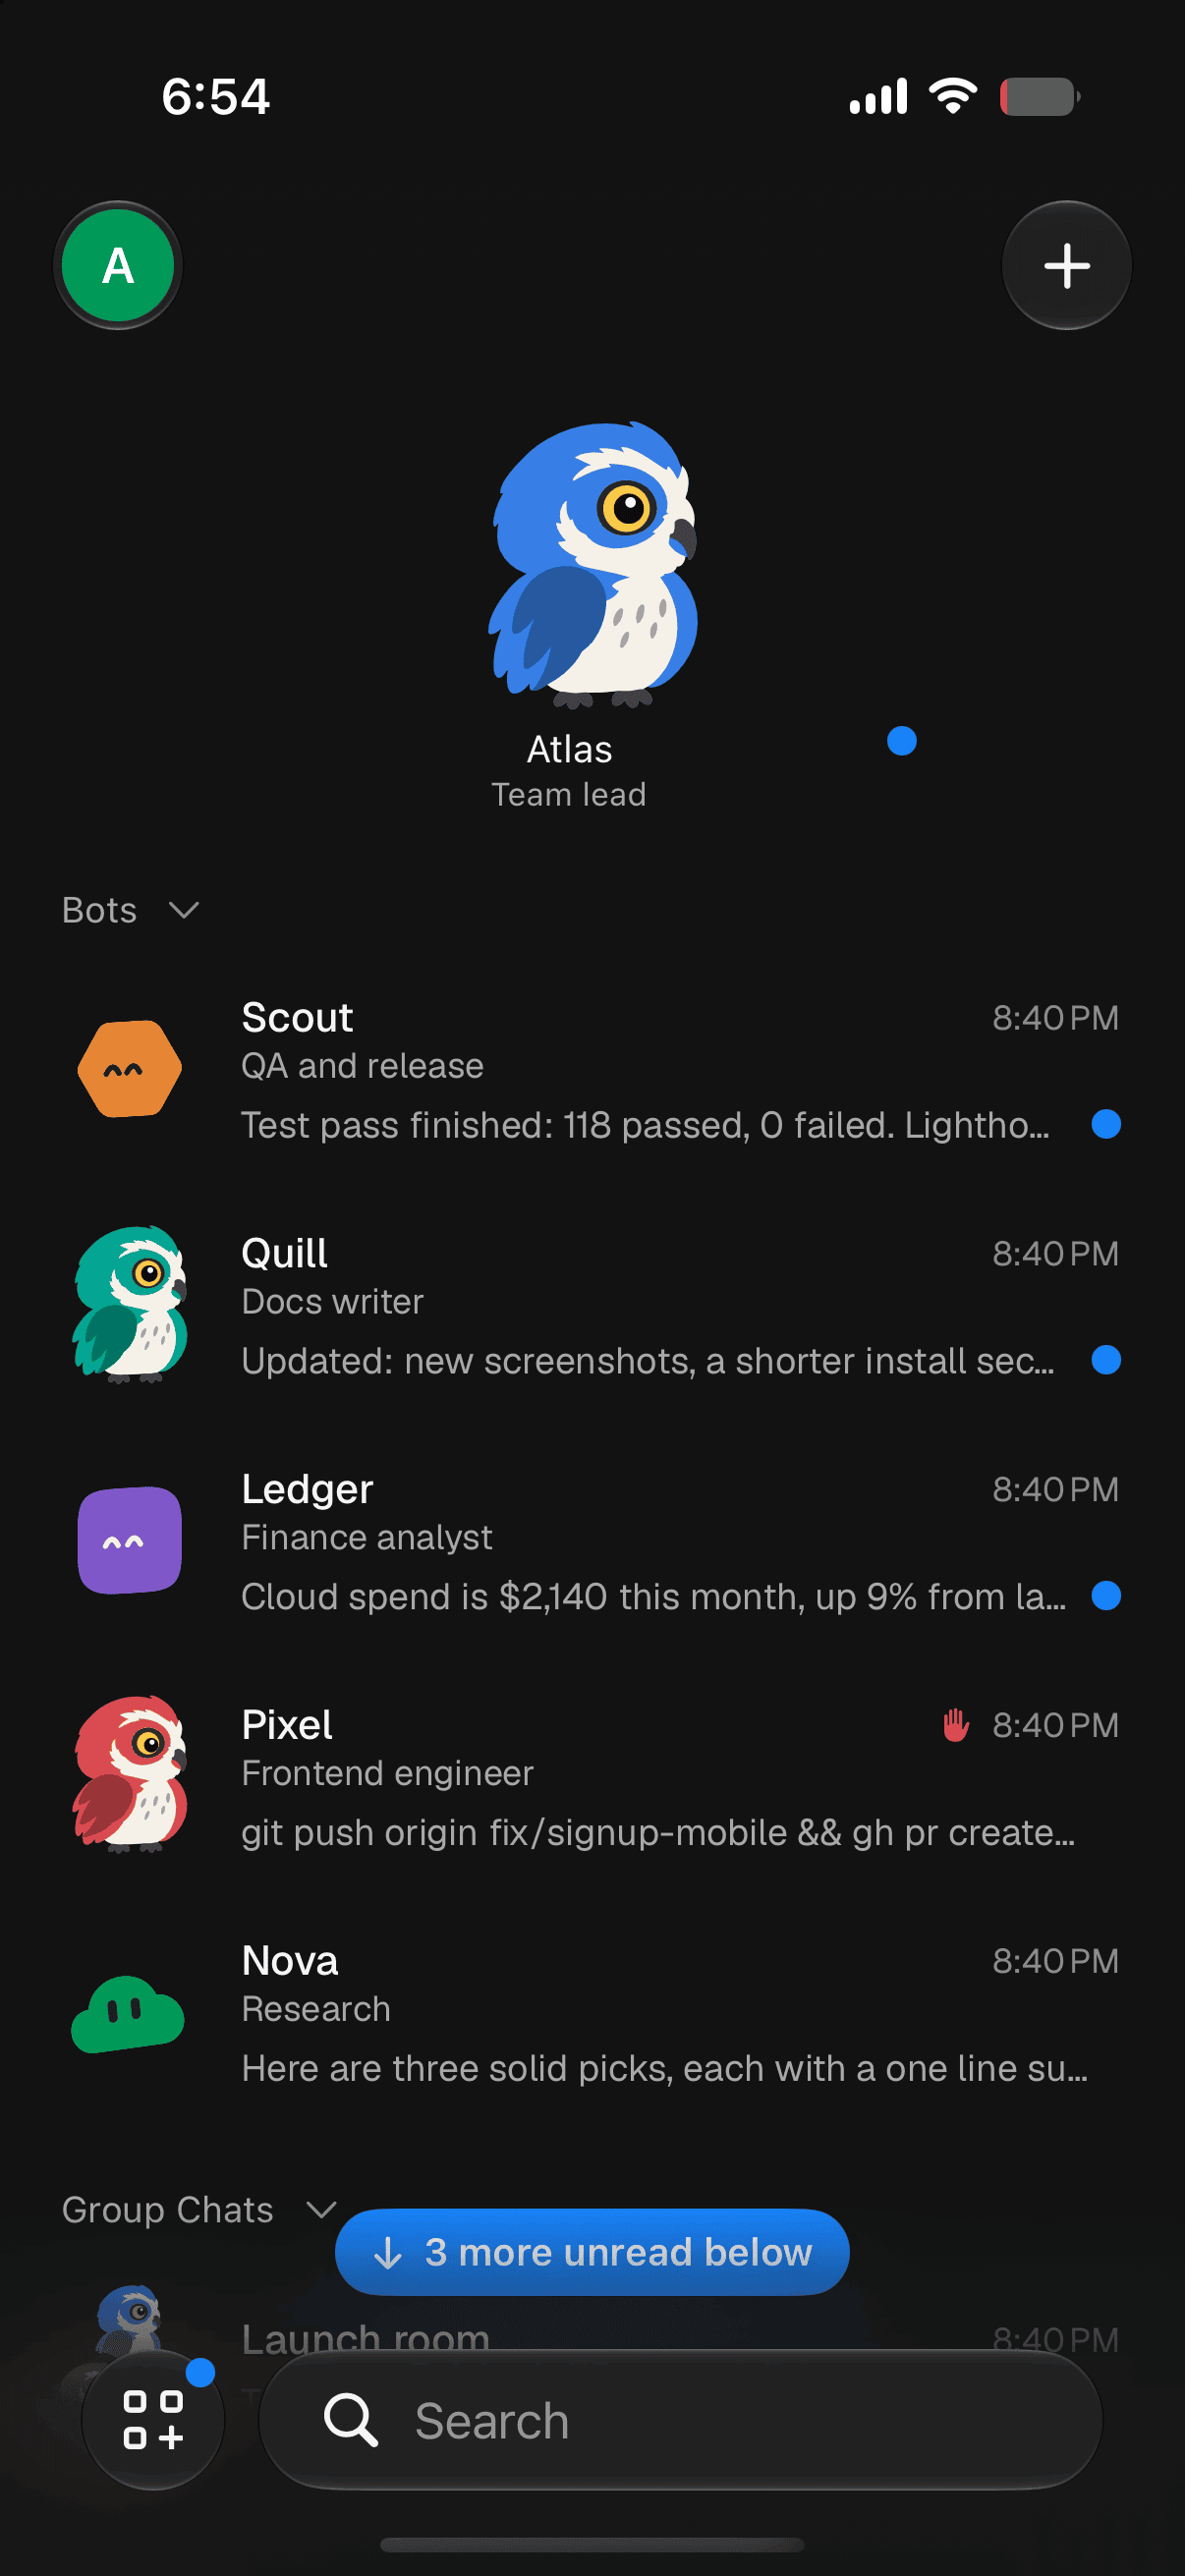 6:54
A
Atlas
Team lead
Bots
Scout
8:40 PM
QA and release
Test pass finished: 118 passed, 0 failed. Lightho...
Quill
8:40 PM
Docs writer
Updated: new screenshots, a shorter install sec...
Ledger
8:40 PM
Finance analyst
Cloud spend is $2,140 this month, up 9% from la...
Pixel
8:40 PM
Frontend engineer
git push origin fix/signup-mobile && gh pr create...
Nova
8:40 PM
Research
Here are three solid picks, each with a one line su...
Group Chats
3 more unread below
Launch room
8:40 PM
Search